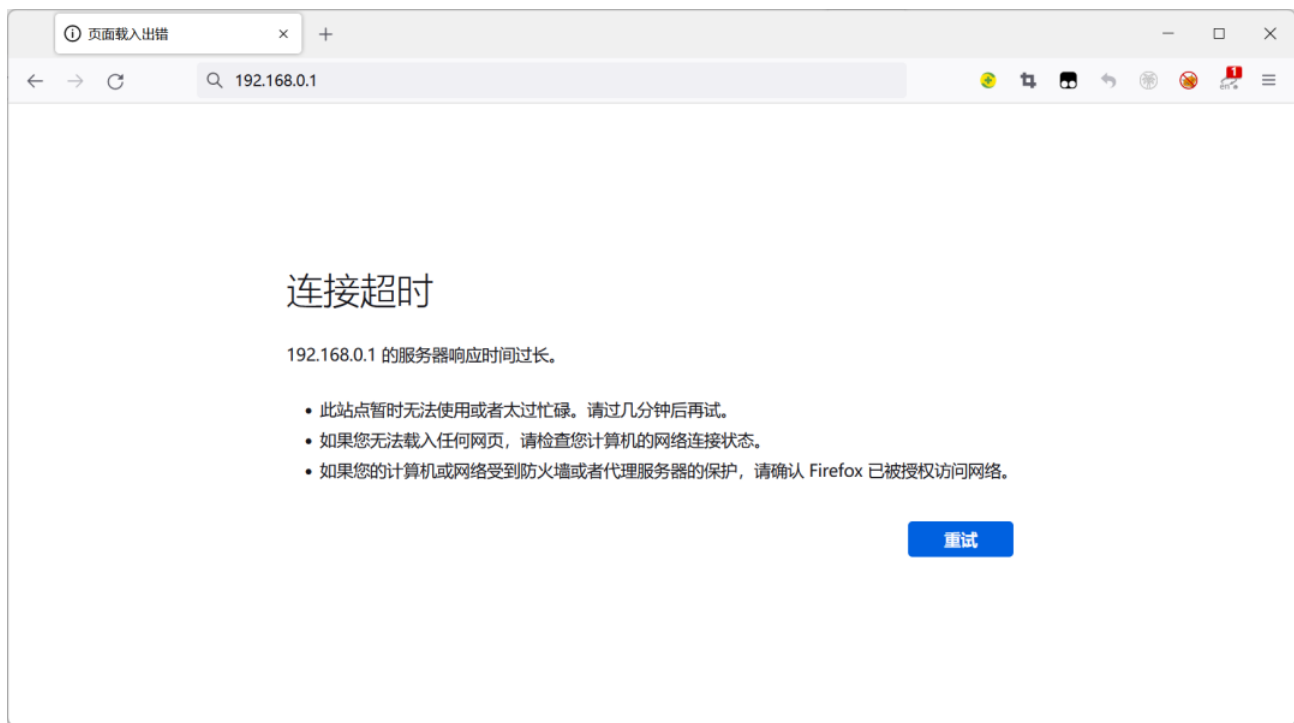 页面载入出错
192.168.0.1
1
en
连接超时
192.168.0.1 的服务器响应时间过长。
此站点暂时无法使用或者太过忙碌。请过几分钟后再试。
如果您无法载入任何网页，请检查您计算机的网络连接状态。
如果您的计算机或网络受到防火墙或者代理服务器的保护，请确认 Firefox 已被授权访问网络。
重试